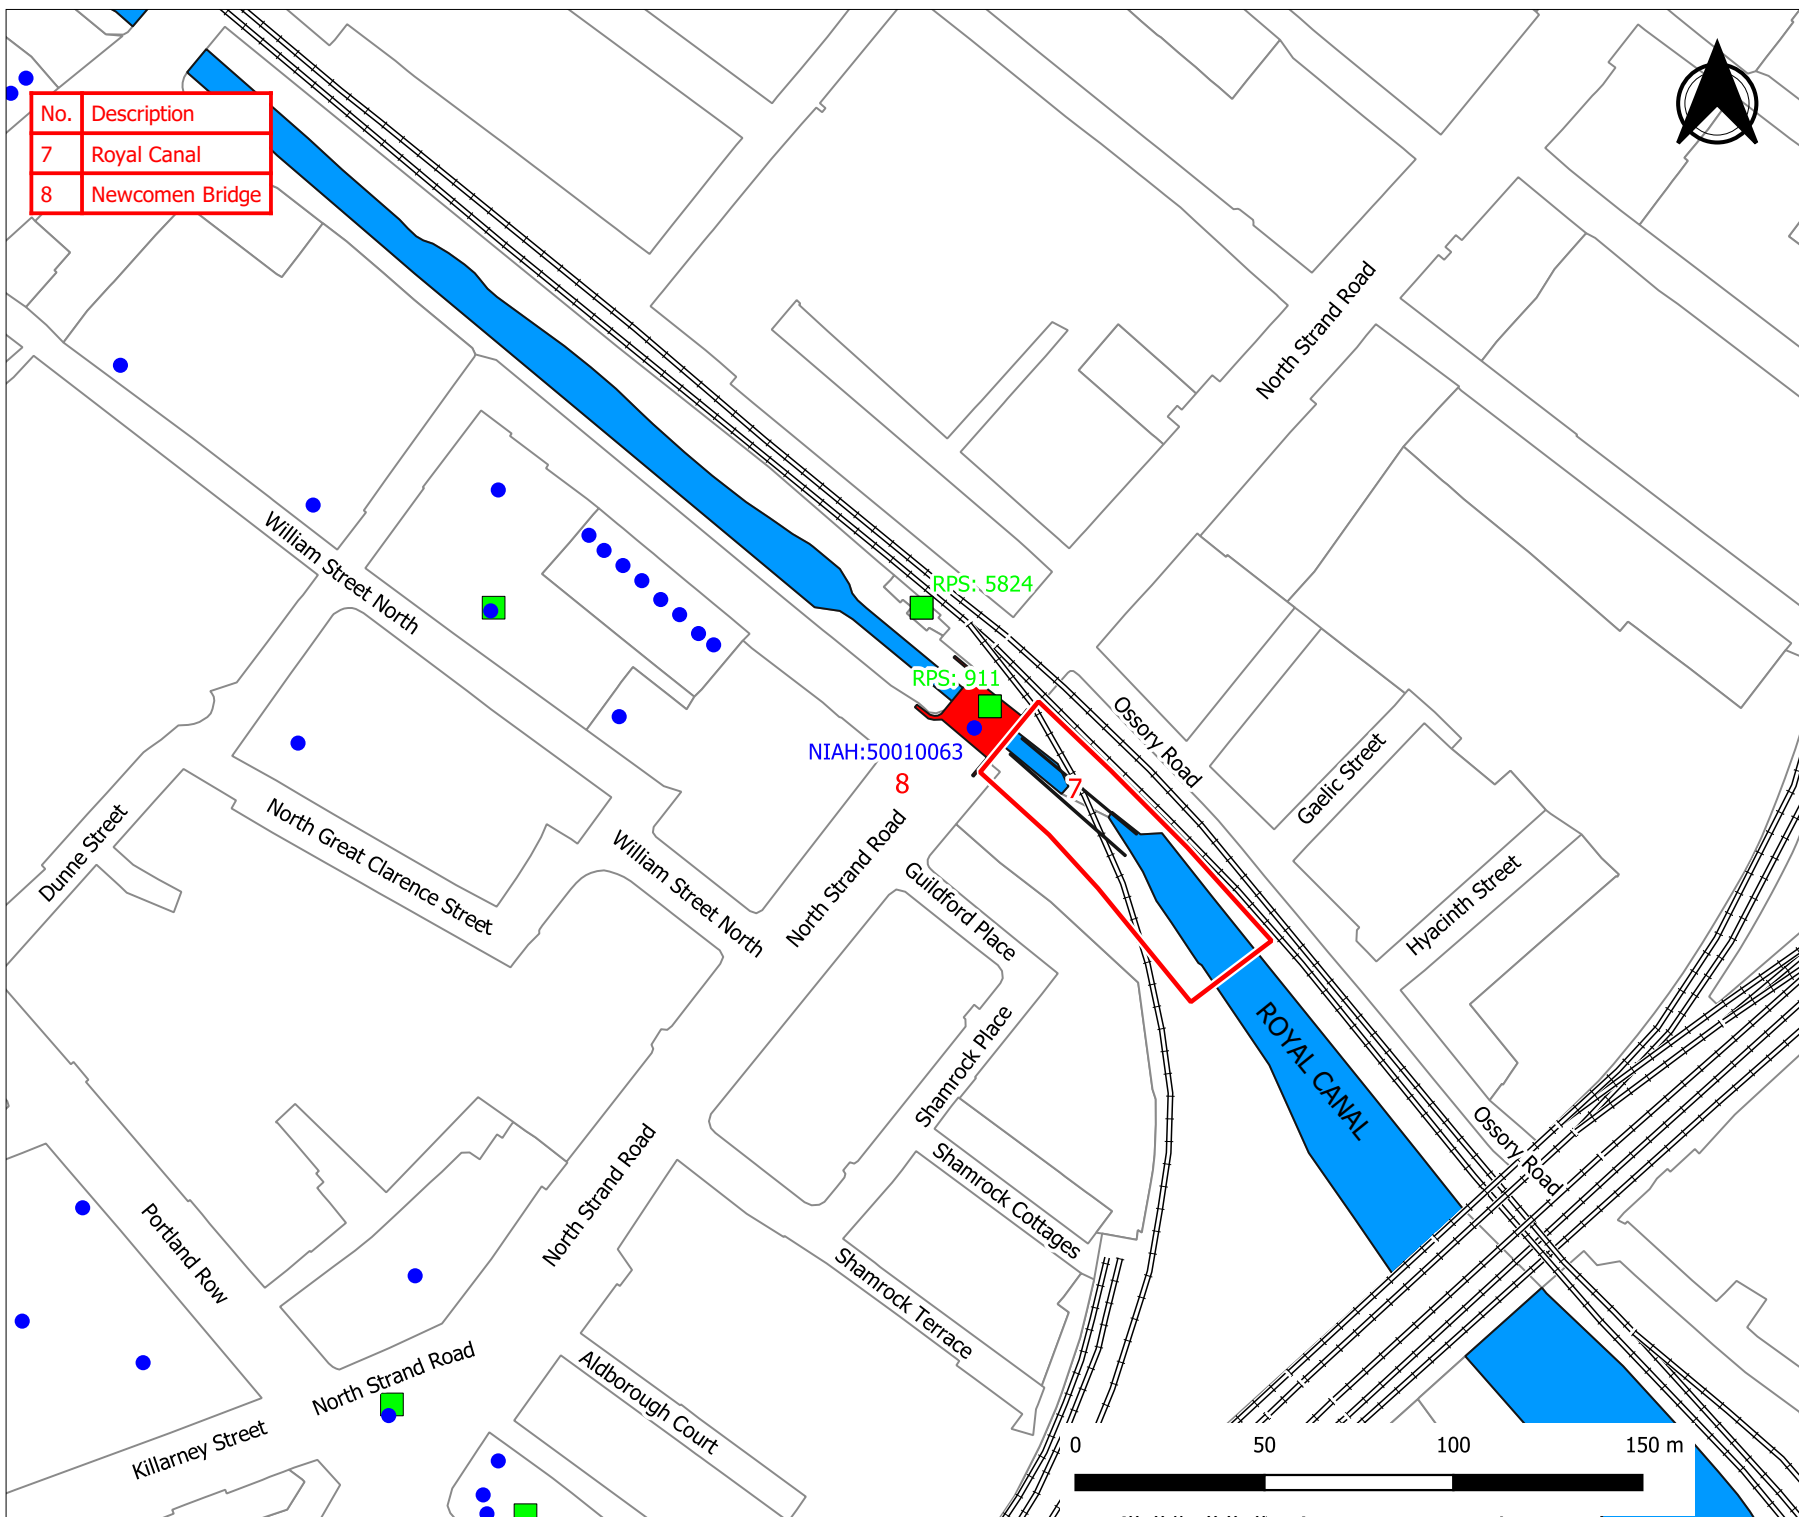 No. Description
7 Royal Canal
8 Newcomen Bridge
North Strand Road
William Street North
RPS: 5824
RPS: 911
NIAH:50010063
8
7
Ossory Road
Gaelic Street
Hyacinth Street
Dunne Street
North Great Clarence Street
William Street North
North Strand Road
Guildford Place
Shamrock Place
ROYAL CANAL
Ossory Road
Shamrock Cottages
North Strand Road
Portland Row
Shamrock Terrace
North Strand Road
Aldborough Court
Killarney Street
0 50 100 150 m